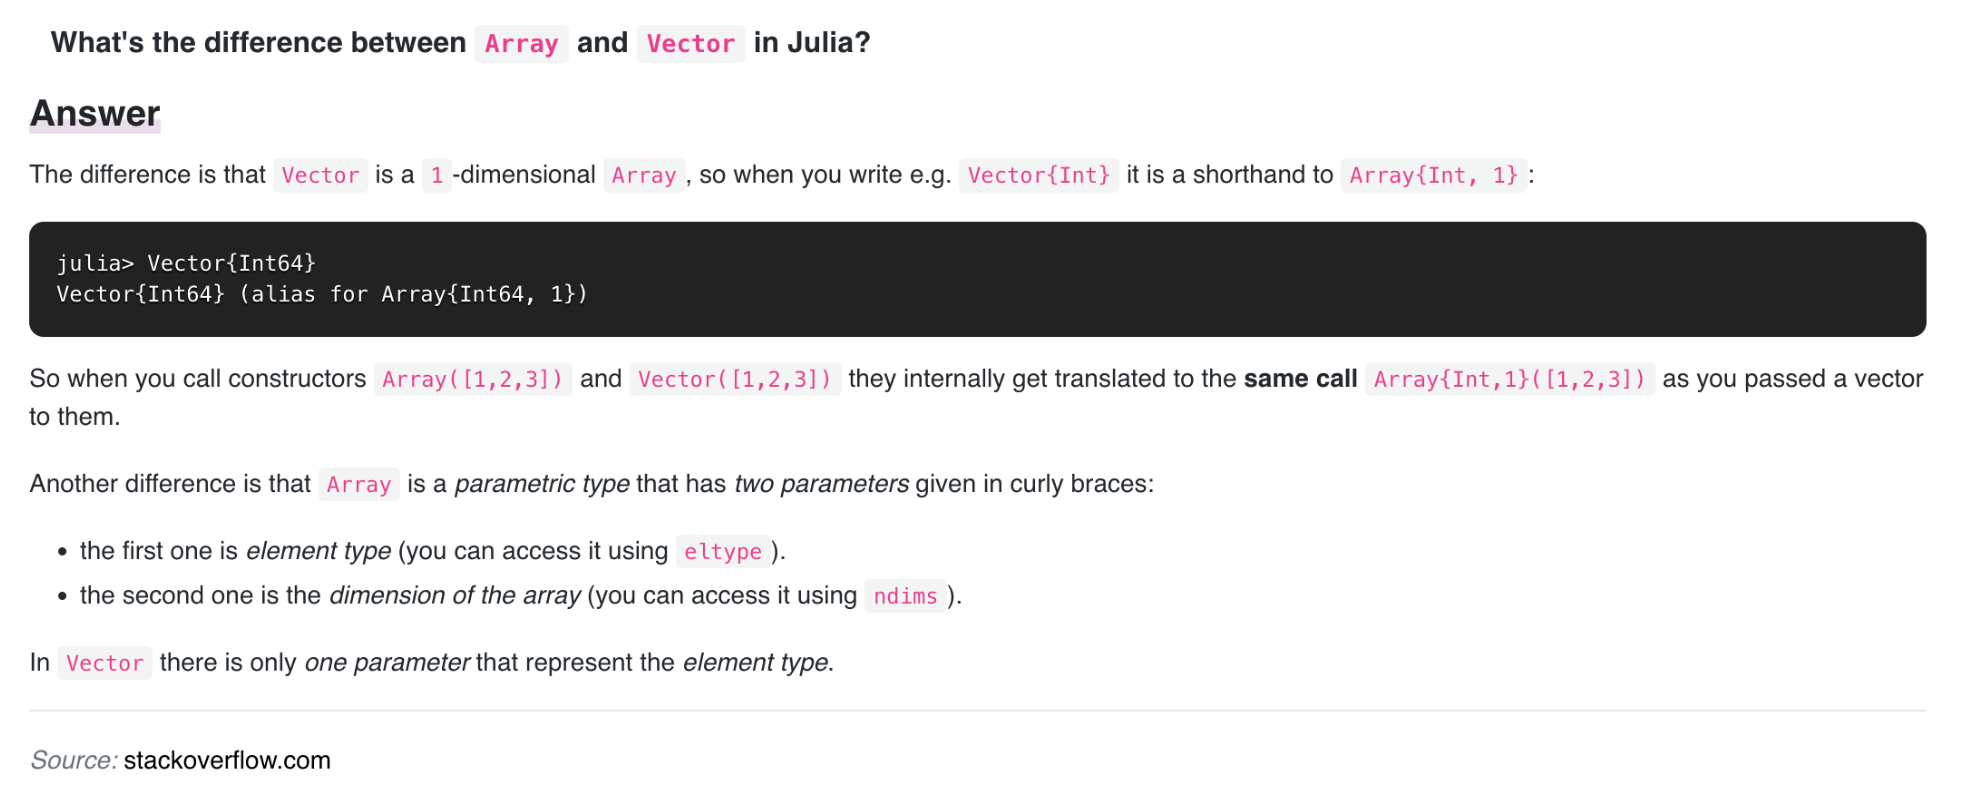 What's the difference between Array and Vector in Julia?
Answer
The difference is that Vector is a 1 -dimensional Array , so when you write e.g. Vector{Int} it is a shorthand to Array{Int, 1} :
julia> Vector{Int64}
Vector{Int64} (alias for Array{Int64, 1})
So when you call constructors Array([1,2,3]) and Vector([1,2,3]) they internally get translated to the same call Array{Int,1}([1,2,3]) as you passed a vector
to them.
Another difference is that Array is a parametric type that has two parameters given in curly braces:
• the first one is element type (you can access it using eltype ).
• the second one is the dimension of the array (you can access it using ndims ).
In Vector there is only one parameter that represent the element type.
Source: stackoverflow.com